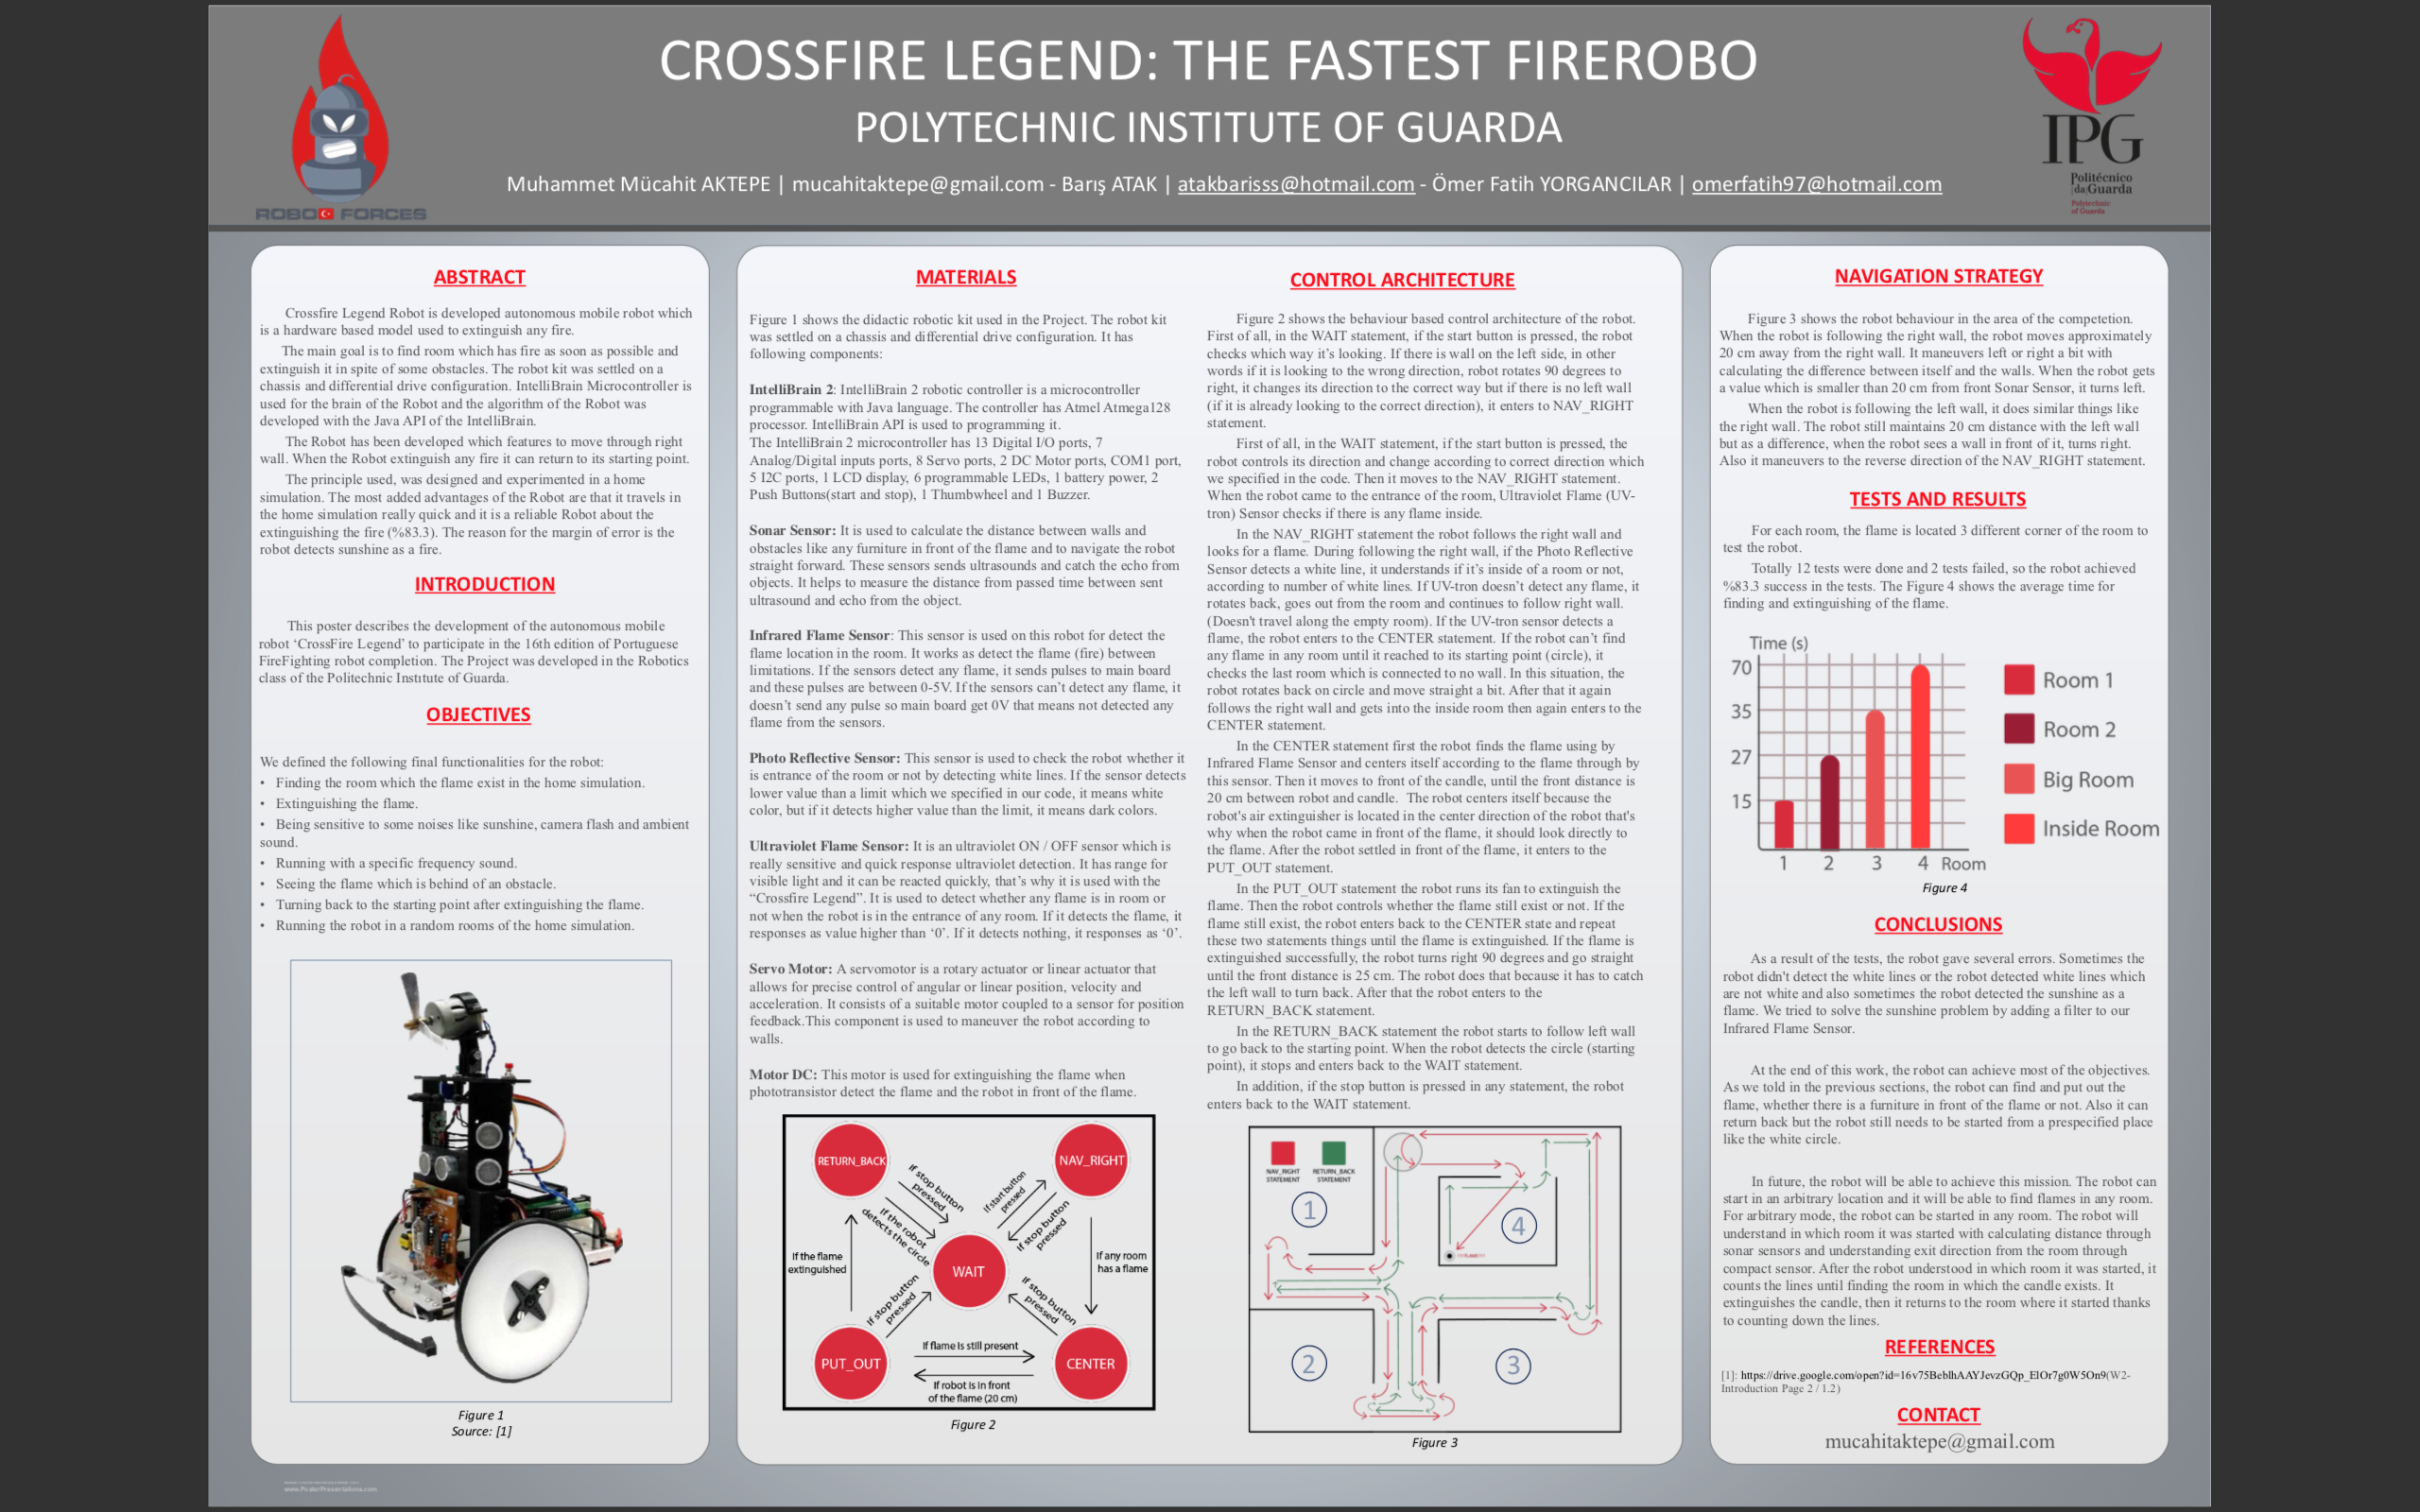 CROSSFIRE LEGEND: THE FASTEST FIREROBO
POLYTECHNIC INSTITUTE OF GUARDA
Muhammet Mücahit AKTEPE | mucahitaktepe@gmail.com - Barış ATAK | atakbarisss@hotmail.com - Ömer Fatih YORGANCILAR | omerfatih97@hotmail.com
ROBO FORCES
IPG
Politécnico
|da|Guarda
Polytechnic
of Guarda
ABSTRACT
Crossfire Legend Robot is developed autonomous mobile robot which
is a hardware based model used to extinguish any fire.
The main goal is to find room which has fire as soon as possible and
extinguish it in spite of some obstacles. The robot kit was settled on a
chassis and differential drive configuration. IntelliBrain Microcontroller is
used for the brain of the Robot and the algorithm of the Robot was
developed with the Java API of the IntelliBrain.
The Robot has been developed which features to move through right
wall. When the Robot extinguish any fire it can return to its starting point.
The principle used, was designed and experimented in a home
simulation. The most added advantages of the Robot are that it travels in
the home simulation really quick and it is a reliable Robot about the
extinguishing the fire (%83.3). The reason for the margin of error is the
robot detects sunshine as a fire.
INTRODUCTION
This poster describes the development of the autonomous mobile
robot ‘CrossFire Legend’ to participate in the 16th edition of Portuguese
FireFighting robot completion. The Project was developed in the Robotics
class of the Politechnic Instıtute of Guarda.
OBJECTIVES
We defined the following final functionalities for the robot:
• Finding the room which the flame exist in the home simulation.
• Extinguishing the flame.
• Being sensitive to some noises like sunshine, camera flash and ambient
sound.
• Running with a specific frequency sound.
• Seeing the flame which is behind of an obstacle.
• Turning back to the starting point after extinguishing the flame.
• Running the robot in a random rooms of the home simulation.
Figure 1
Source: [1]
MATERIALS
Figure 1 shows the didactic robotic kit used in the Project. The robot kit
was settled on a chassis and differential drive configuration. It has
following components:
IntelliBrain 2: IntelliBrain 2 robotic controller is a microcontroller
programmable with Java language. The controller has Atmel Atmega128
processor. IntelliBrain API is used to programming it.
The IntelliBrain 2 microcontroller has 13 Digital I/O ports, 7
Analog/Digital inputs ports, 8 Servo ports, 2 DC Motor ports, COM1 port,
5 I2C ports, 1 LCD display, 6 programmable LEDs, 1 battery power, 2
Push Buttons(start and stop), 1 Thumbwheel and 1 Buzzer.
Sonar Sensor: It is used to calculate the distance between walls and
obstacles like any furniture in front of the flame and to navigate the robot
straight forward. These sensors sends ultrasounds and catch the echo from
objects. It helps to measure the distance from passed time between sent
ultrasound and echo from the object.
Infrared Flame Sensor: This sensor is used on this robot for detect the
flame location in the room. It works as detect the flame (fire) between
limitations. If the sensors detect any flame, it sends pulses to main board
and these pulses are between 0-5V. If the sensors can’t detect any flame, it
doesn’t send any pulse so main board get 0V that means not detected any
flame from the sensors.
Photo Reflective Sensor: This sensor is used to check the robot whether it
is entrance of the room or not by detecting white lines. If the sensor detects
lower value than a limit which we specified in our code, it means white
color, but if it detects higher value than the limit, it means dark colors.
Ultraviolet Flame Sensor: It is an ultraviolet ON / OFF sensor which is
really sensitive and quick response ultraviolet detection. It has range for
visible light and it can be reacted quickly, that’s why it is used with the
“Crossfire Legend”. It is used to detect whether any flame is in room or
not when the robot is in the entrance of any room. If it detects the flame, it
responses as value higher than ‘0’. If it detects nothing, it responses as ‘0’.
Servo Motor: A servomotor is a rotary actuator or linear actuator that
allows for precise control of angular or linear position, velocity and
acceleration. It consists of a suitable motor coupled to a sensor for position
feedback.This component is used to maneuver the robot according to
walls.
Motor DC: This motor is used for extinguishing the flame when
phototransistor detect the flame and the robot in front of the flame.
RETURN_BACK
NAV_RIGHT
WAIT
PUT_OUT
CENTER
If stop button
pressed
If the robot
detects the circle
If start button
pressed
If stop button
pressed
If the flame
extinguished
If any room
has a flame
If stop button
pressed
If stop button
pressed
If flame is still present
If robot is in front
of the flame (20 cm)
Figure 2
CONTROL ARCHITECTURE
Figure 2 shows the behaviour based control architecture of the robot.
First of all, in the WAIT statement, if the start button is pressed, the robot
checks which way it’s looking. If there is wall on the left side, in other
words if it is looking to the wrong direction, robot rotates 90 degrees to
right, it changes its direction to the correct way but if there is no left wall
(if it is already looking to the correct direction), it enters to NAV_RIGHT
statement.
First of all, in the WAIT statement, if the start button is pressed, the
robot controls its direction and change according to correct direction which
we specified in the code. Then it moves to the NAV_RIGHT statement.
When the robot came to the entrance of the room, Ultraviolet Flame (UV-
tron) Sensor checks if there is any flame inside.
In the NAV_RIGHT statement the robot follows the right wall and
looks for a flame. During following the right wall, if the Photo Reflective
Sensor detects a white line, it understands if it’s inside of a room or not,
according to number of white lines. If UV-tron doesn’t detect any flame, it
rotates back, goes out from the room and continues to follow right wall.
(Doesn't travel along the empty room). If the UV-tron sensor detects a
flame, the robot enters to the CENTER statement. If the robot can’t find
any flame in any room until it reached to its starting point (circle), it
checks the last room which is connected to no wall. In this situation, the
robot rotates back on circle and move straight a bit. After that it again
follows the right wall and gets into the inside room then again enters to the
CENTER statement.
In the CENTER statement first the robot finds the flame using by
Infrared Flame Sensor and centers itself according to the flame through by
this sensor. Then it moves to front of the candle, until the front distance is
20 cm between robot and candle. The robot centers itself because the
robot's air extinguisher is located in the center direction of the robot that's
why when the robot came in front of the flame, it should look directly to
the flame. After the robot settled in front of the flame, it enters to the
PUT_OUT statement.
In the PUT_OUT statement the robot runs its fan to extinguish the
flame. Then the robot controls whether the flame still exist or not. If the
flame still exist, the robot enters back to the CENTER state and repeat
these two statements things until the flame is extinguished. If the flame is
extinguished successfully, the robot turns right 90 degrees and go straight
until the front distance is 25 cm. The robot does that because it has to catch
the left wall to turn back. After that the robot enters to the
RETURN_BACK statement.
In the RETURN_BACK statement the robot starts to follow left wall
to go back to the starting point. When the robot detects the circle (starting
point), it stops and enters back to the WAIT statement.
In addition, if the stop button is pressed in any statement, the robot
enters back to the WAIT statement.
NAV_RIGHT
STATEMENT
RETURN_BACK
STATEMENT
1
4
2
3
Figure 3
NAVIGATION STRATEGY
Figure 3 shows the robot behaviour in the area of the competion.
When the robot is following the right wall, the robot moves approximately
20 cm away from the right wall. It maneuvers left or right a bit with
calculating the difference between itself and the walls. When the robot gets
a value which is smaller than 20 cm from front Sonar Sensor, it turns left.
When the robot is following the left wall, it does similar things like
the right wall. The robot still maintains 20 cm distance with the left wall
but as a difference, when the robot sees a wall in front of it, turns right.
Also it maneuvers to the reverse direction of the NAV_RIGHT statement.
TESTS AND RESULTS
For each room, the flame is located 3 different corner of the room to
test the robot.
Totally 12 tests were done and 2 tests failed, so the robot achieved
%83.3 success in the tests. The Figure 4 shows the average time for
finding and extinguishing of the flame.
Time (s)
70
35
27
15
1 2 3 4 Room
Room 1
Room 2
Big Room
Inside Room
Figure 4
CONCLUSIONS
As a result of the tests, the robot gave several errors. Sometimes the
robot didn't detect the white lines or the robot detected white lines which
are not white and also sometimes the robot detected the sunshine as a
flame. We tried to solve the sunshine problem by adding a filter to our
Infrared Flame Sensor.
At the end of this work, the robot can achieve most of the objectives.
As we told in the previous sections, the robot can find and put out the
flame, whether there is a furniture in front of the flame or not. Also it can
return back but the robot still needs to be started from a prespecified place
like the white circle.
In future, the robot will be able to achieve this mission. The robot can
start in an arbitrary location and it will be able to find flames in any room.
For arbitrary mode, the robot can be started in any room. The robot will
understand in which room it was started with calculating distance through
sonar sensors and understanding exit direction from the room through
compact sensor. After the robot understood in which room it was started, it
counts the lines until finding the room in which the candle exists. It
extinguishes the candle, then it returns to the room where it started thanks
to counting down the lines.
REFERENCES
[1]: https://drive.google.com/open?id=16v75BeblhAAYJevzGQp_ElOr7g0W5On9(W2-
Introduction Page 2 / 1.2)
CONTACT
mucahitaktepe@gmail.com
www.PosterPresentations.com